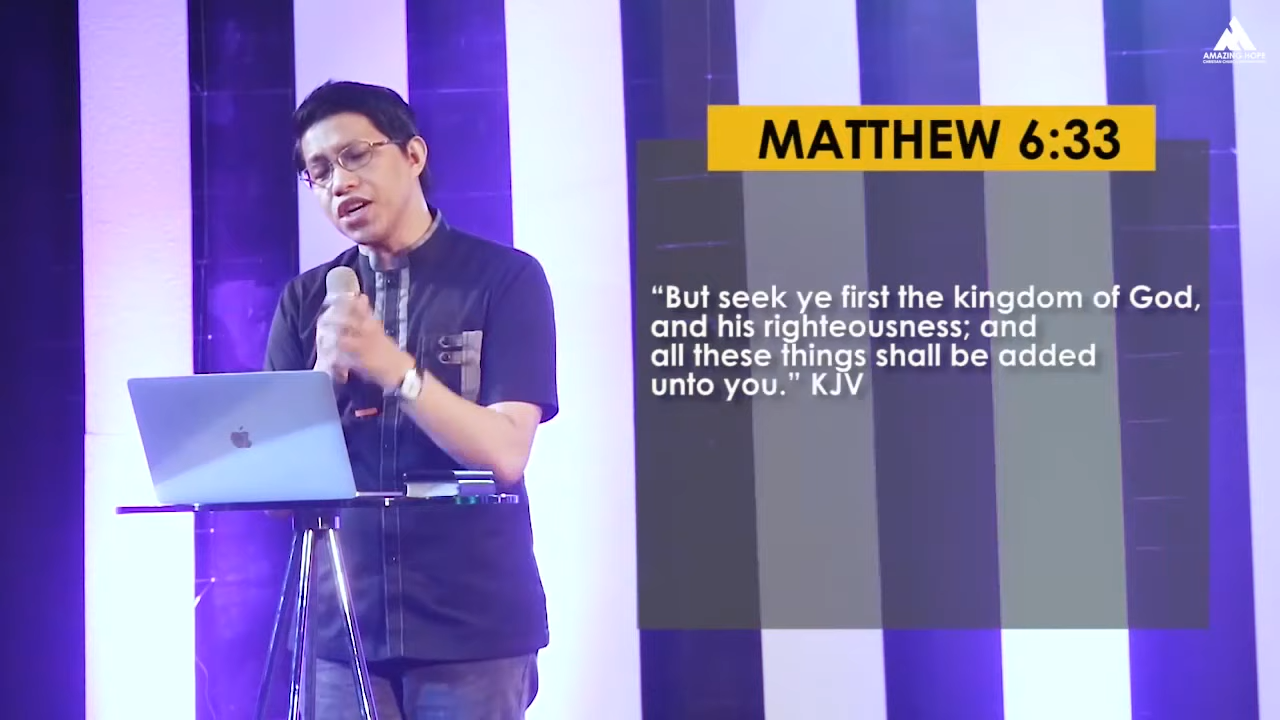 AMAZING HOPE
MATTHEW 6:33
“But seek ye first the kingdom of God,
and his righteousness; and
all these things shall be added
unto you.” KJV